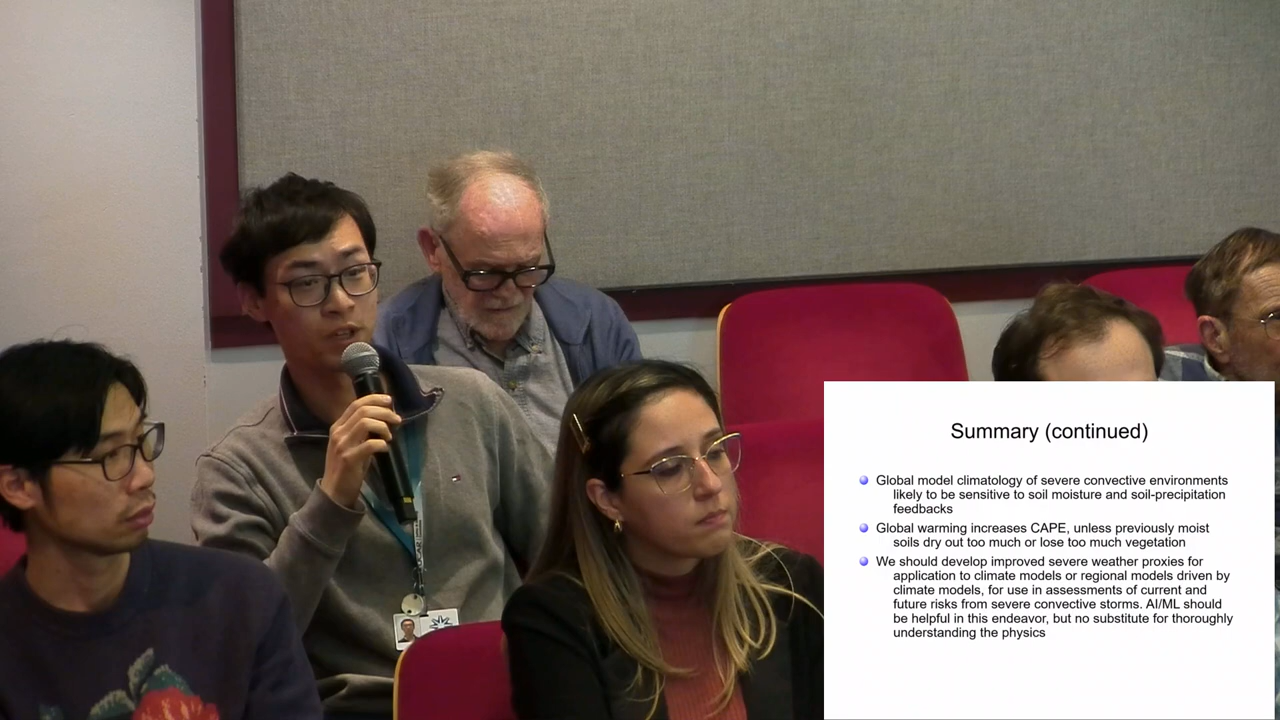 Summary (continued)
Global model climatology of severe convective environments
likely to be sensitive to soil moisture and soil-precipitation
feedbacks
Global warming increases CAPE, unless previously moist
soils dry out too much or lose too much vegetation
We should develop improved severe weather proxies for
application to climate models or regional models driven by
climate models, for use in assessments of current and
future risks from severe convective storms. AI/ML should
be helpful in this endeavor, but no substitute for thoroughly
understanding the physics